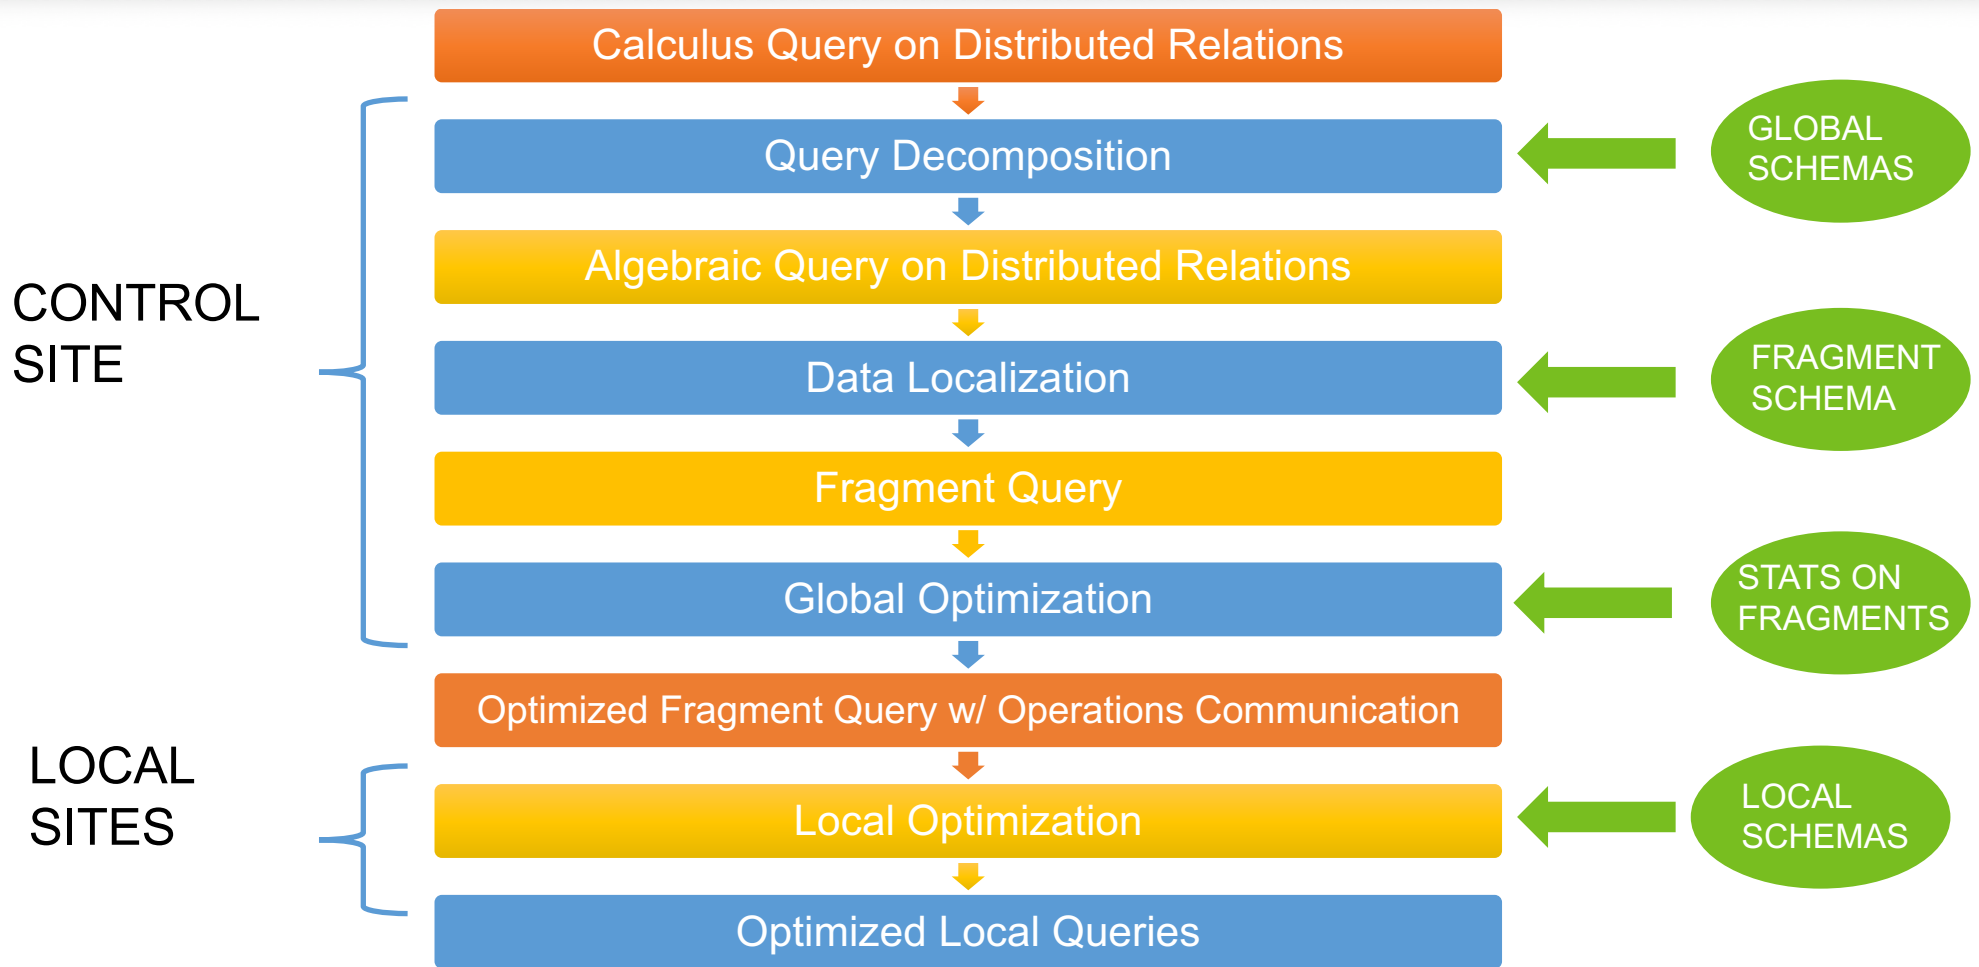 Calculus Query on Distributed Relations
Query Decomposition
GLOBAL
SCHEMAS
Algebraic Query on Distributed Relations
CONTROL
SITE
Data Localization
FRAGMENT
SCHEMA
Fragment Query
Global Optimization
STATS ON
FRAGMENTS
Optimized Fragment Query w/ Operations Communication
LOCAL
SITES
Local Optimization
LOCAL
SCHEMAS
Optimized Local Queries